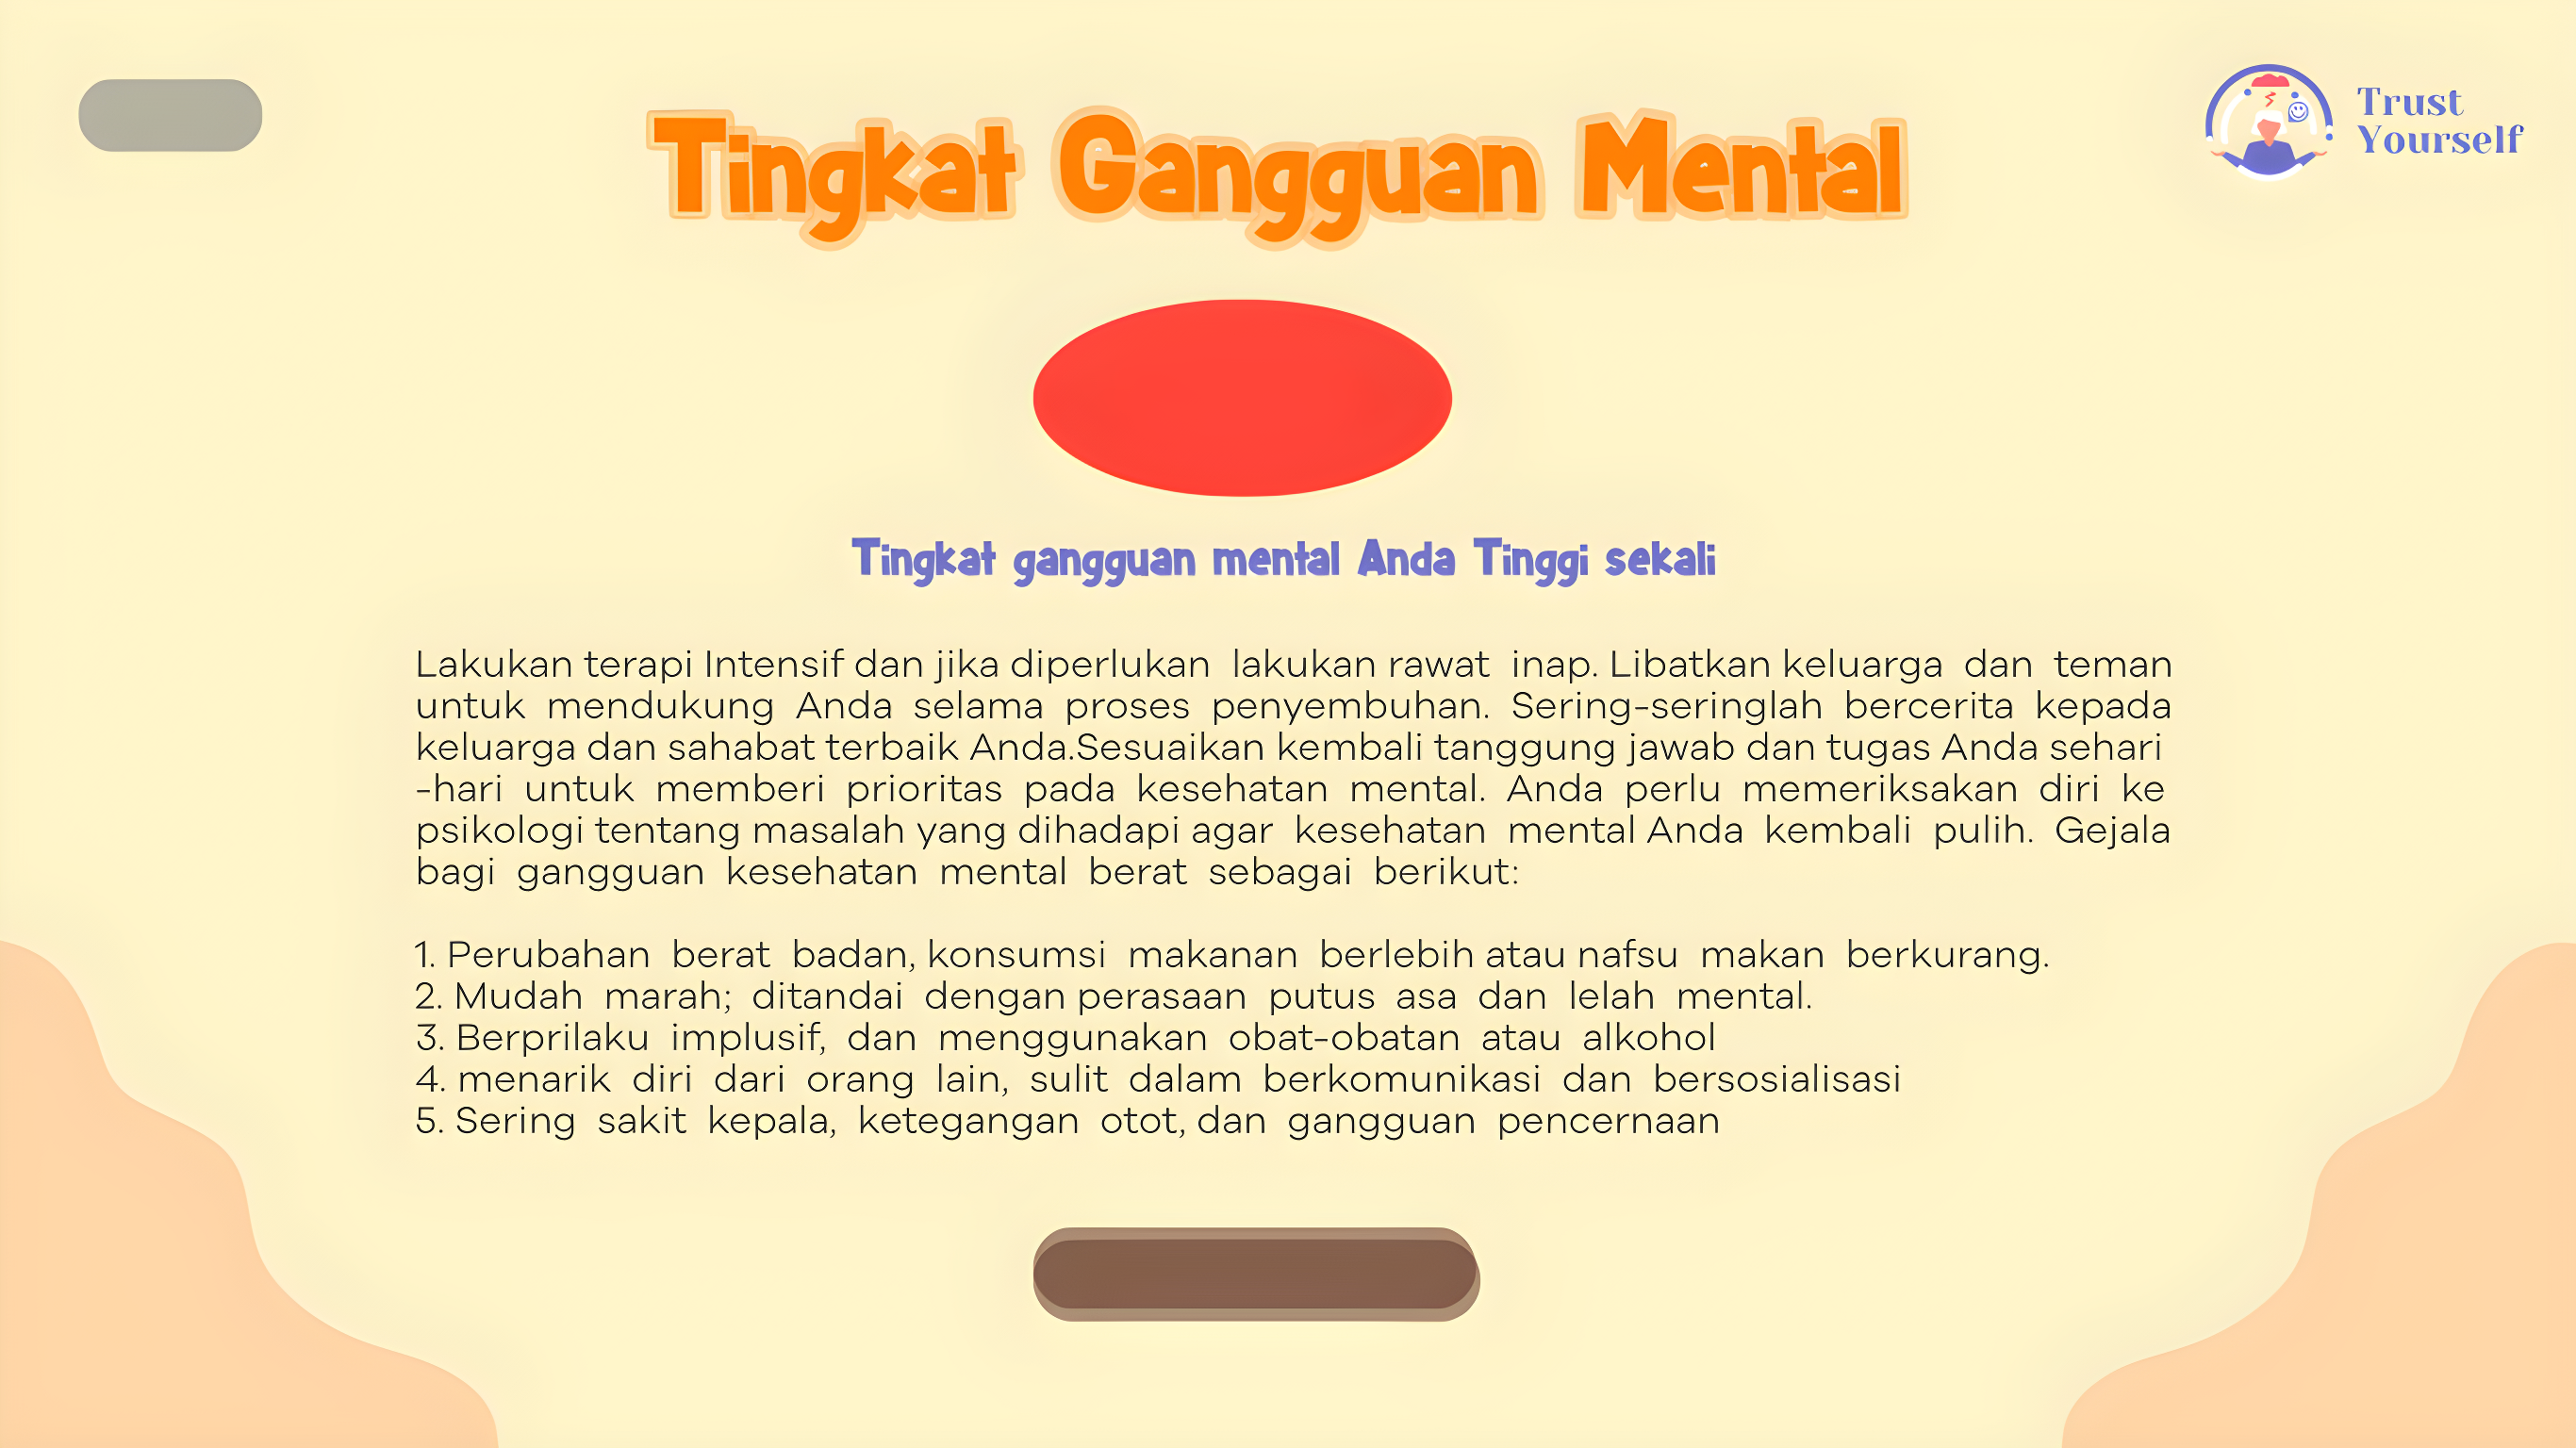 Tingkat Gangguan Mental
Trust
Yourself
Tingkat gangguan mental Anda Tinggi sekali
Lakukan terapi Intensif dan jika diperlukan lakukan rawat inap. Libatkan keluarga dan teman
untuk mendukung Anda selama proses penyembuhan. Sering-seringlah bercerita kepada
keluarga dan sahabat terbaik Anda.Sesuaikan kembali tanggung jawab dan tugas Anda sehari
-hari untuk memberi prioritas pada kesehatan mental. Anda perlu memeriksakan diri ke
psikologi tentang masalah yang dihadapi agar kesehatan mental Anda kembali pulih. Gejala
bagi gangguan kesehatan mental berat sebagai berikut:
1. Perubahan berat badan, konsumsi makanan berlebih atau nafsu makan berkurang.
2. Mudah marah; ditandai dengan perasaan putus asa dan lelah mental.
3. Berprilaku implusif, dan menggunakan obat-obatan atau alkohol
4. menarik diri dari orang lain, sulit dalam berkomunikasi dan bersosialisasi
5. Sering sakit kepala, ketegangan otot, dan gangguan pencernaan